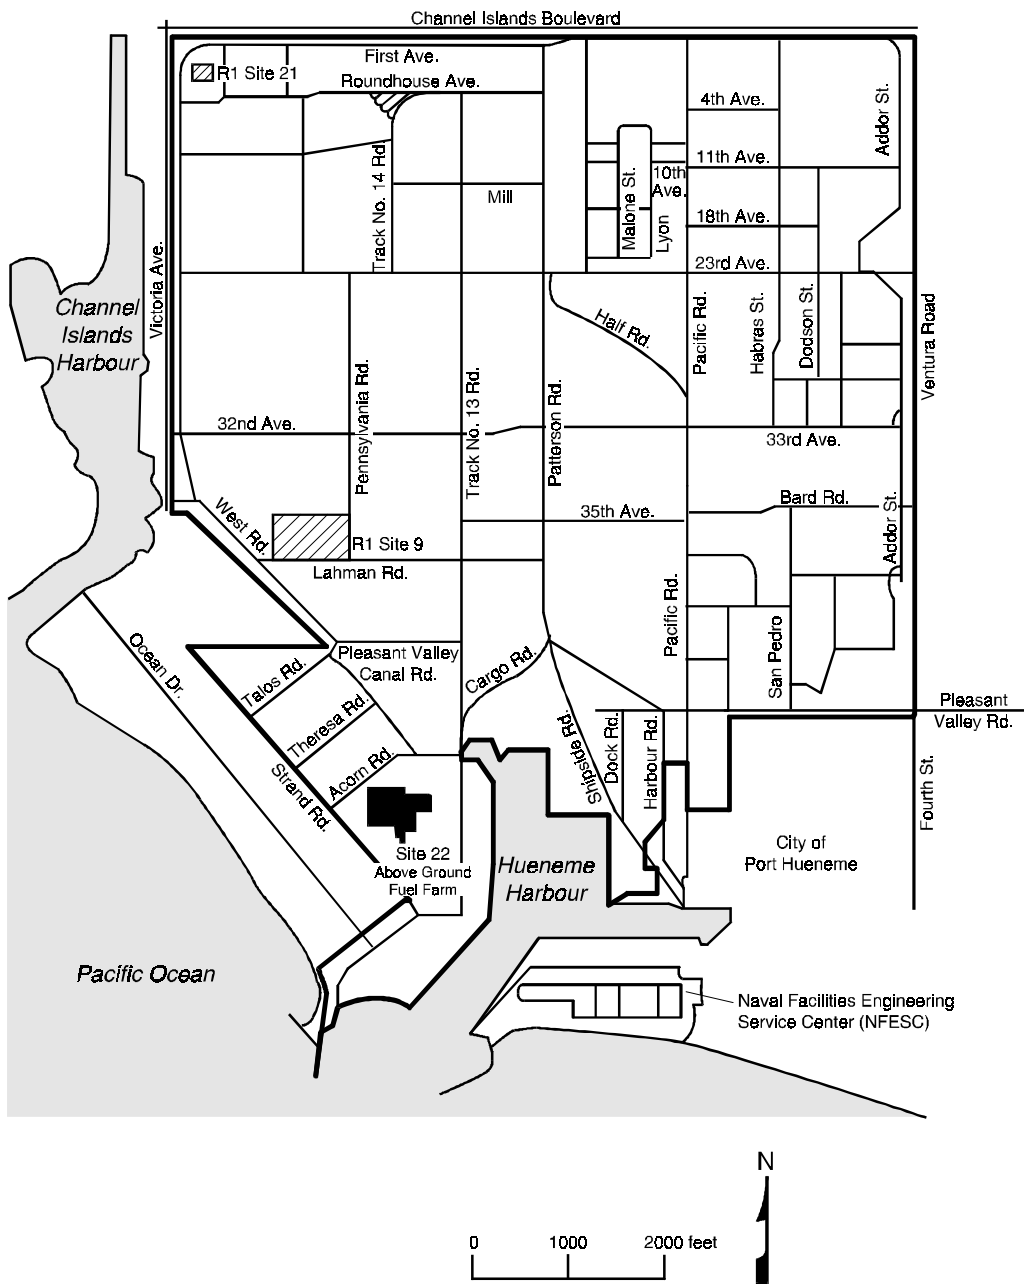 Channel Islands Boulevard
First Ave.
R1 Site 21
Roundhouse Ave.
4th Ave.
Addor St.
11th Ave.
10th
Ave.
Track No. 14 Rd.
Mill
Malone St.
Lyon
18th Ave.
23rd Ave.
Victoria Ave.
Channel
Islands
Harbour
Half Rd.
Pacific Rd.
Habras St.
Dodson St.
Ventura Road
Pennsylvania Rd.
Track No. 13 Rd.
Patterson Rd.
32nd Ave.
33rd Ave.
Bard Rd.
West Rd.
35th Ave.
Addor St.
R1 Site 9
Lahman Rd.
Pacific Rd.
San Pedro
Ocean Dr.
Talos Rd.
Pleasant Valley
Canal Rd.
Cargo Rd.
Pleasant
Valley Rd.
Theresa Rd.
Shipside Rd.
Dock Rd.
Harbour Rd.
Strand Rd.
Acorn Rd.
Fourth St.
Site 22
Above Ground
Fuel Farm
Hueneme
Harbour
City of
Port Hueneme
Pacific Ocean
Naval Facilities Engineering
Service Center (NFESC)
N
0 1000 2000 feet